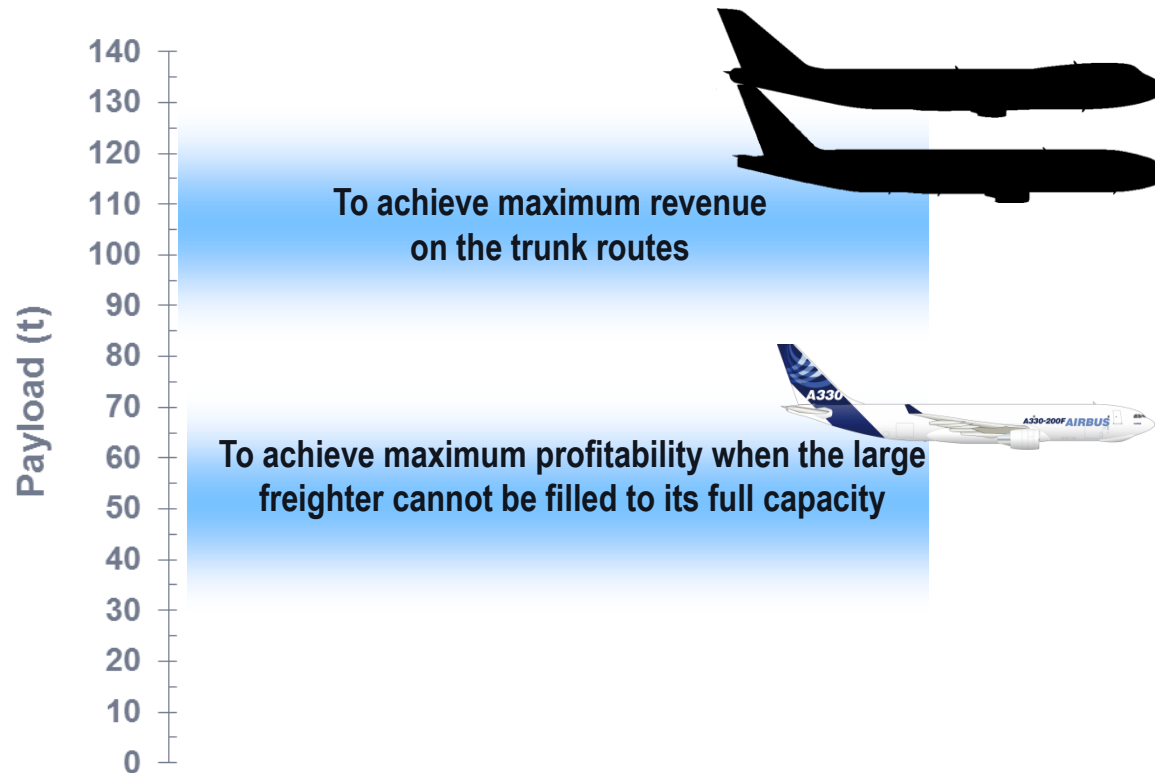 140
130
120
110
100
90
80
70
60
50
40
30
20
10
0
Payload (t)
To achieve maximum revenue
on the trunk routes
A330
A330-200F AIRBUS
To achieve maximum profitability when the large
freighter cannot be filled to its full capacity